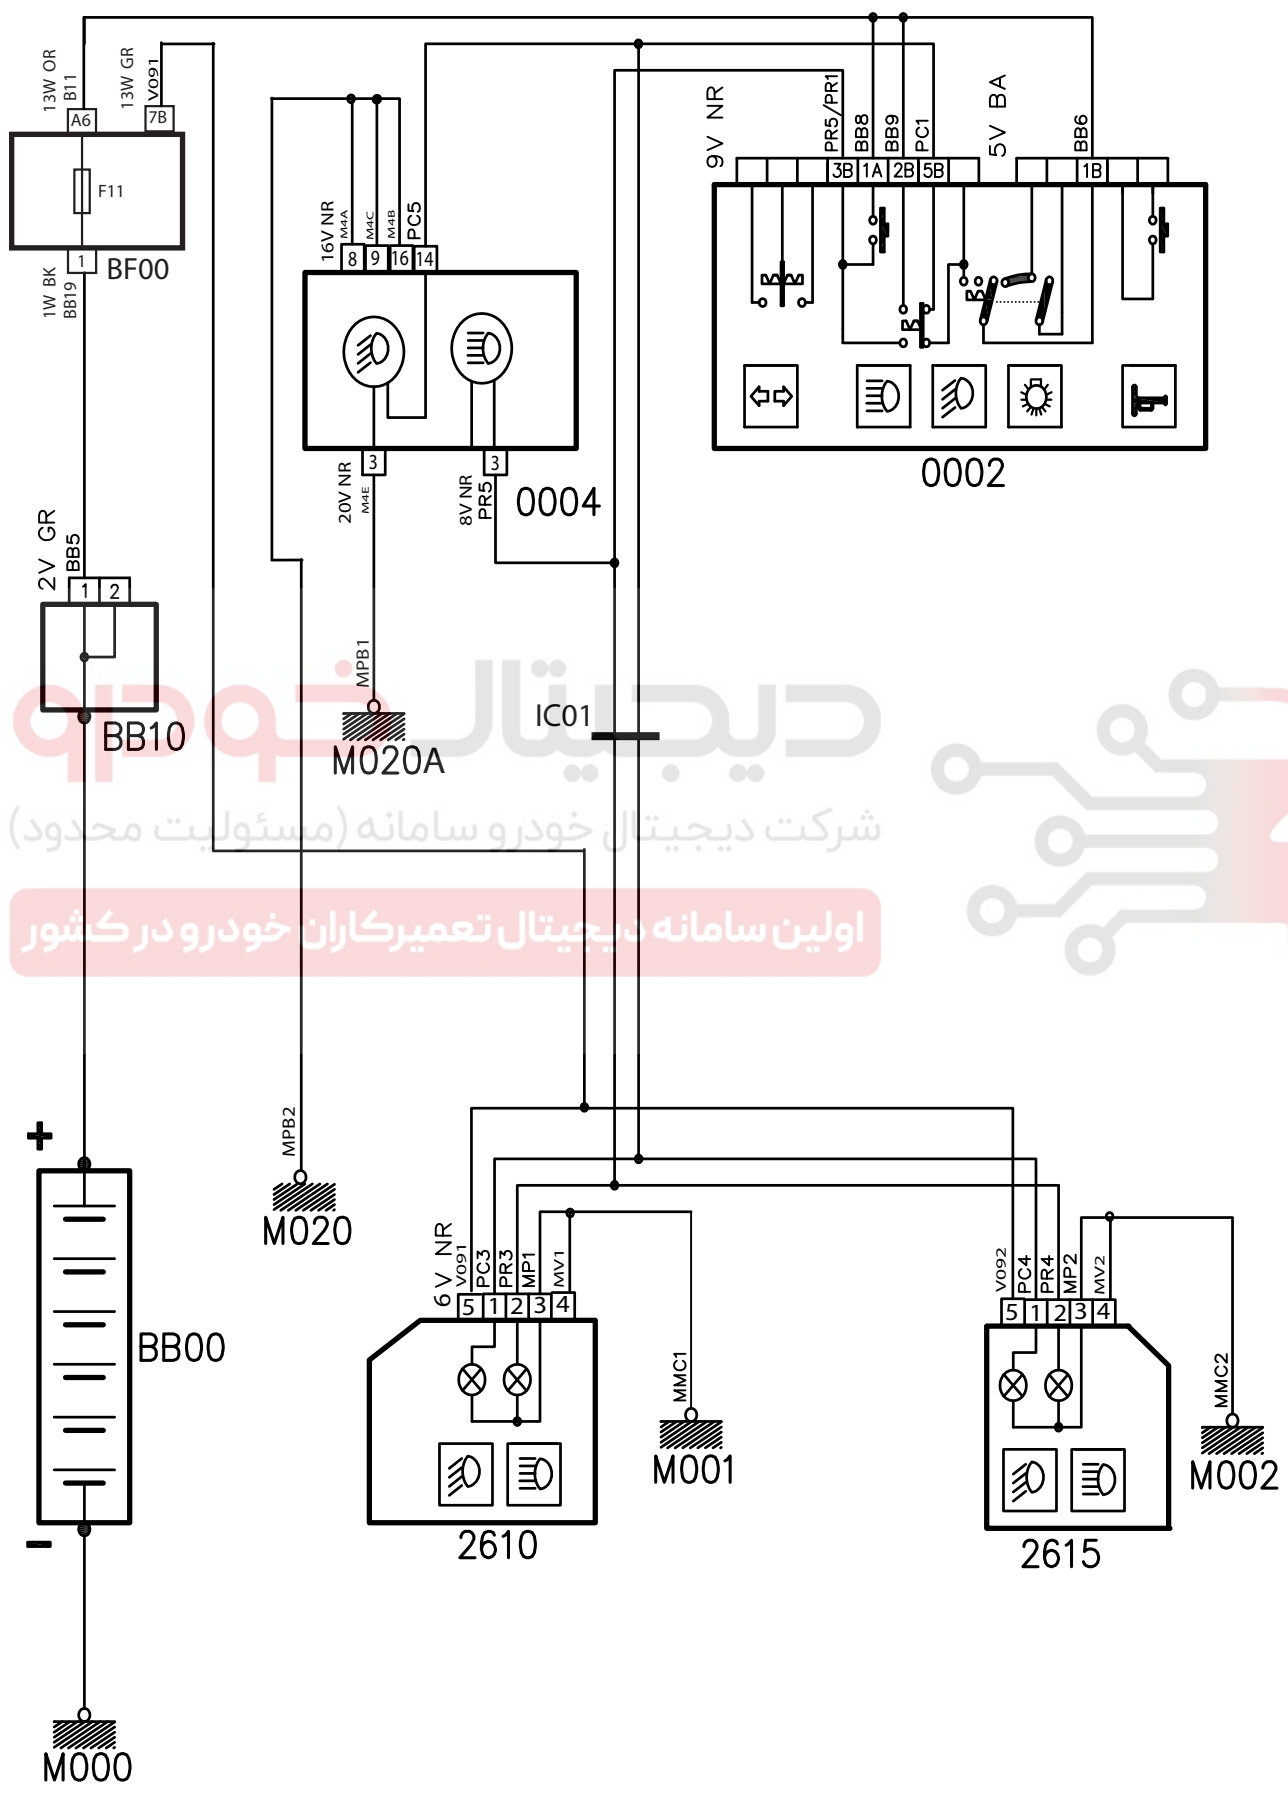 13W OR
B11
13W GR
V091
A6
7B
F11
1
BF00
1W BK
BB19
2V GR
BB5
1 2
BB10
16V NR
M4A
M4C
M4B
PC5
8 9 16 14
3
3
20V NR
M4E
8V NR
PR5
0004
9V NR
PR5/PR1
BB8
BB9
PC1
5V BA
BB6
3B 1A 2B 5B
1B
0002
MPB1
M020A
IC01
دیجیتال خودرو
شرکت دیجیتال خودرو سامانه (مسئولیت محدود)
اولین سامانه دیجیتال تعمیرکاران خودرو در کشور
MPB2
M020
+
BB00
-
M000
6V NR
V091
PC3
PR3
MP1
MV1
5 1 2 3 4
MMC1
M001
2610
V092
PC4
PR4
MP2
MV2
5 1 2 3 4
MMC2
M002
2615